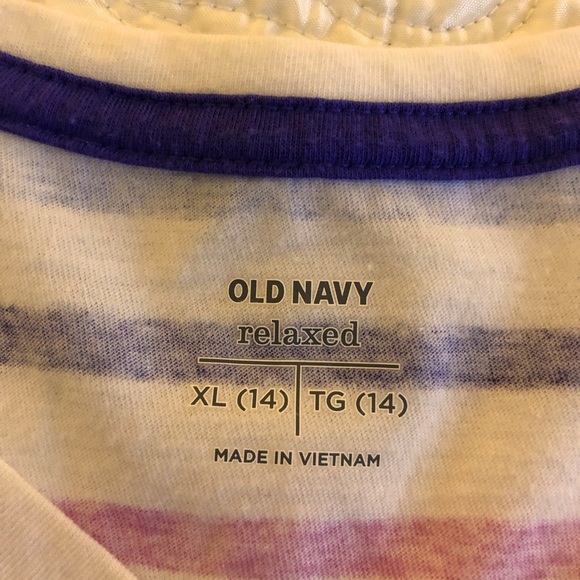 OLD NAVY
relaxed
XL (14) TG (14)
MADE IN VIETNAM